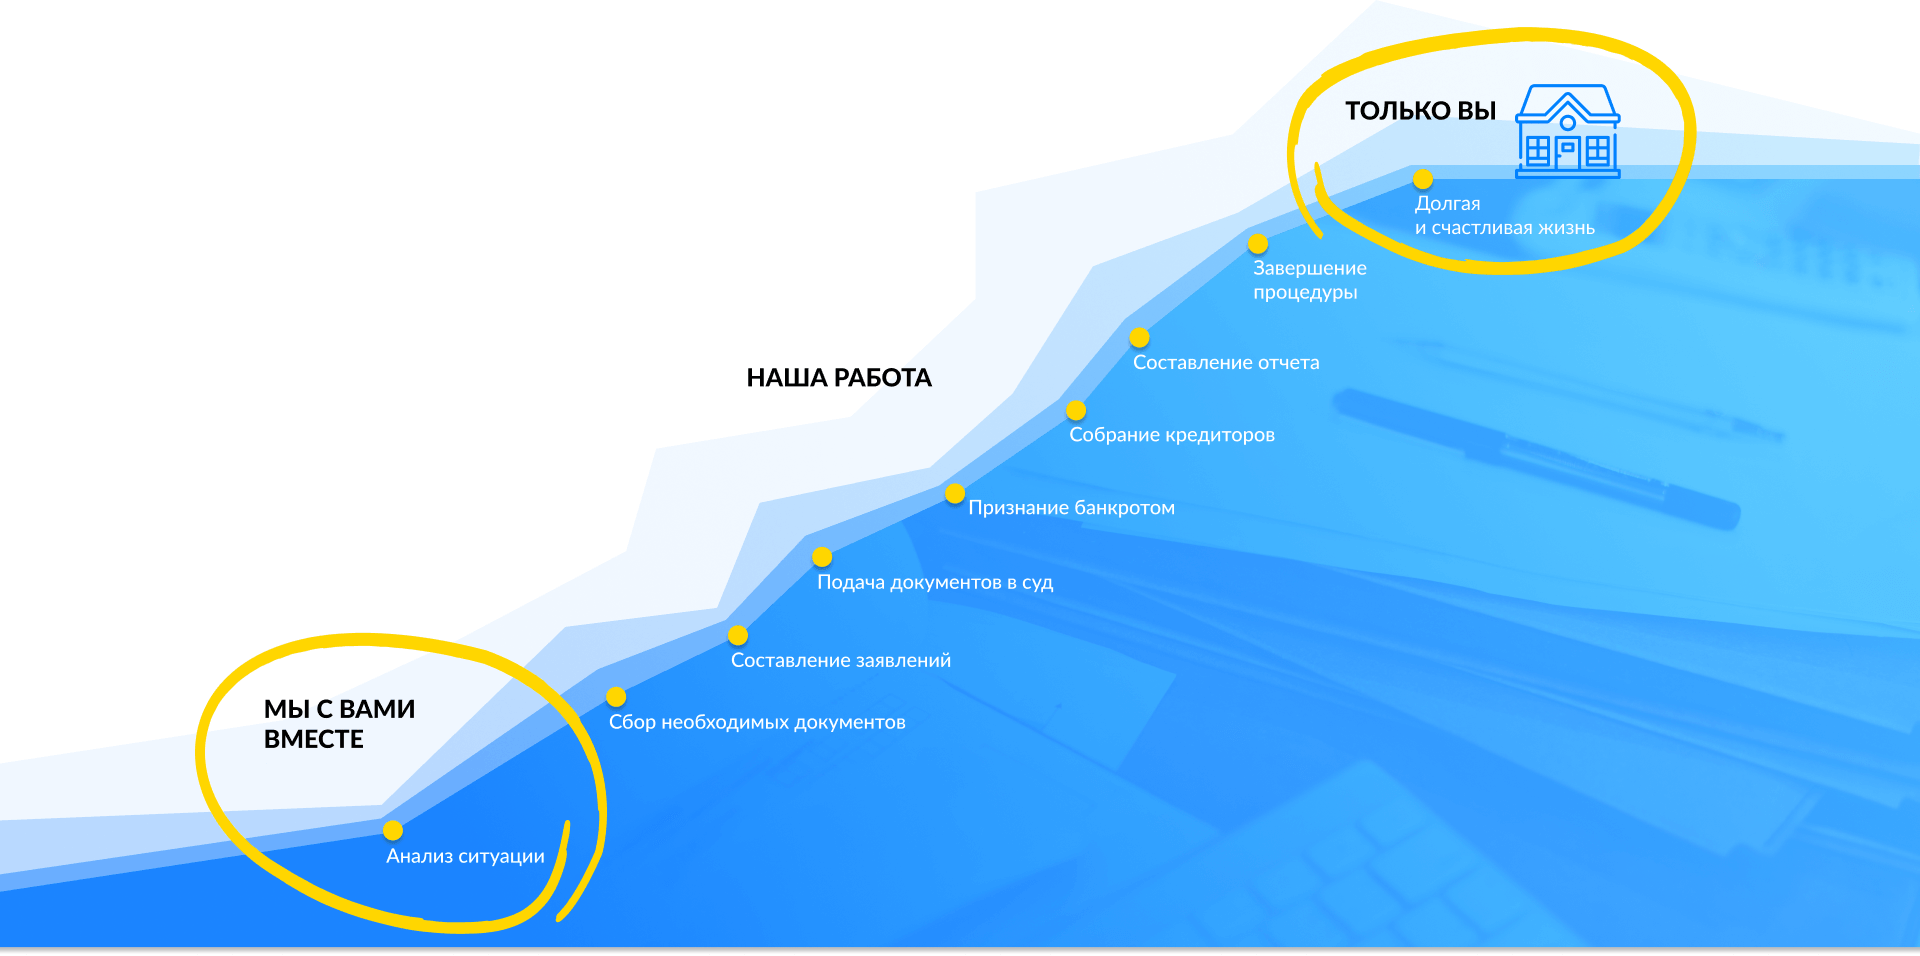 ТОЛЬКО ВЫ
Долгая
и счастливая жизнь
Завершение
процедуры
Составление отчета
НАША РАБОТА
Собрание кредиторов
Признание банкротом
Подача документов в суд
Составление заявлений
Сбор необходимых документов
МЫ С ВАМИ
ВМЕСТЕ
Анализ ситуации